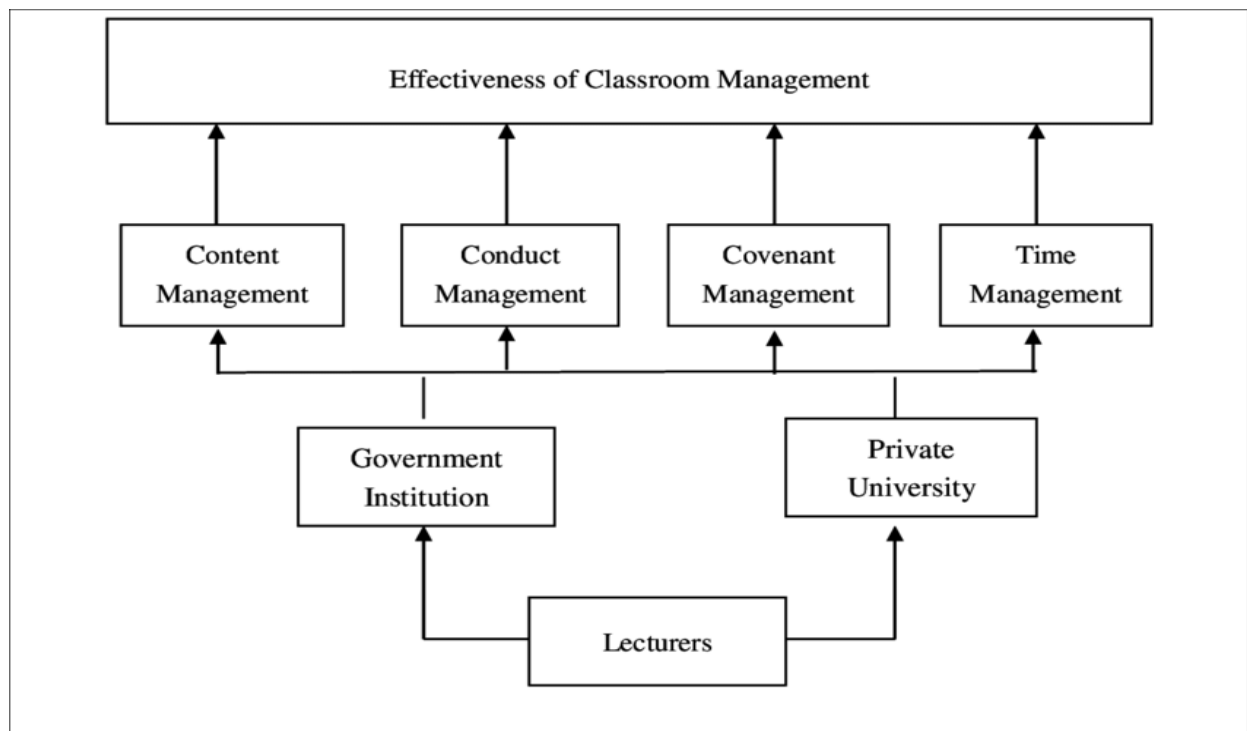 Effectiveness of Classroom Management
Content
Management
Conduct
Management
Covenant
Management
Time
Management
Government
Institution
Private
University
Lecturers